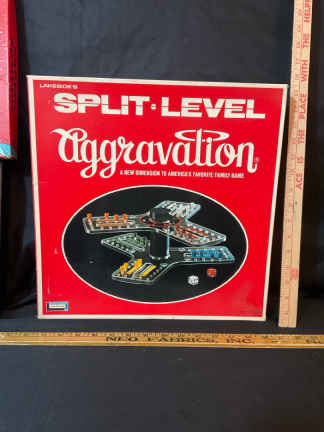 LAKESIDE'S
SPLIT-LEVEL
aggravation®
A NEW DIMENSION TO AMERICA'S FAVORITE FAMILY GAME
LAKESIDE
ACE IS THE PLACE WITH THE
NEO FABRICS, INC.